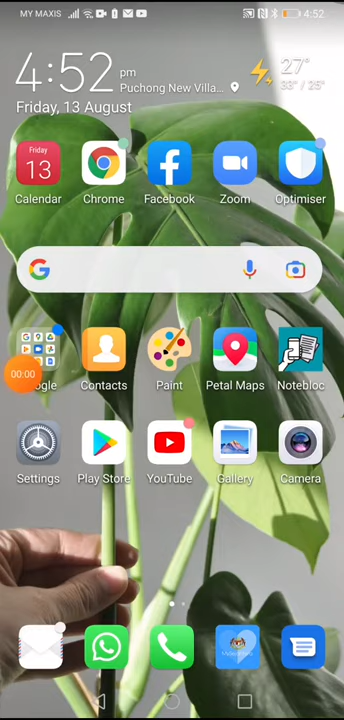 MY MAXIS
4:52
4:52 pm
Puchong New Villa...
27°
33° / 25°
Friday, 13 August
Friday
13
Calendar
Chrome
Facebook
Zoom
Optimiser
00:00
ogle
Contacts
Paint
Petal Maps
Notebloc
Settings
Play Store
YouTube
Gallery
Camera